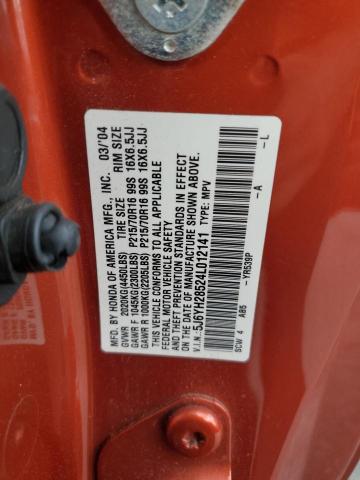 MFD. BY HONDA OF AMERICA MFG., INC. 03/'04
TIRE SIZE RIM SIZE
GVWR 2020KG(4450LBS)
GAWR F 1045KG(2300LBS) P215/70R16 99S 16X6.5JJ
GAWR R 1000KG(2205LBS) P215/70R16 99S 16X6.5JJ
THIS VEHICLE CONFORMS TO ALL APPLICABLE
FEDERAL MOTOR VEHICLE SAFETY
STANDARDS AND THEFT PREVENTION STANDARDS IN EFFECT
ON THE DATE OF MANUFACTURE SHOWN ABOVE.
V.I.N.: 5J6YH28524L012141 TYPE: MPV
SCW 4 A85 -YR539P -A -L